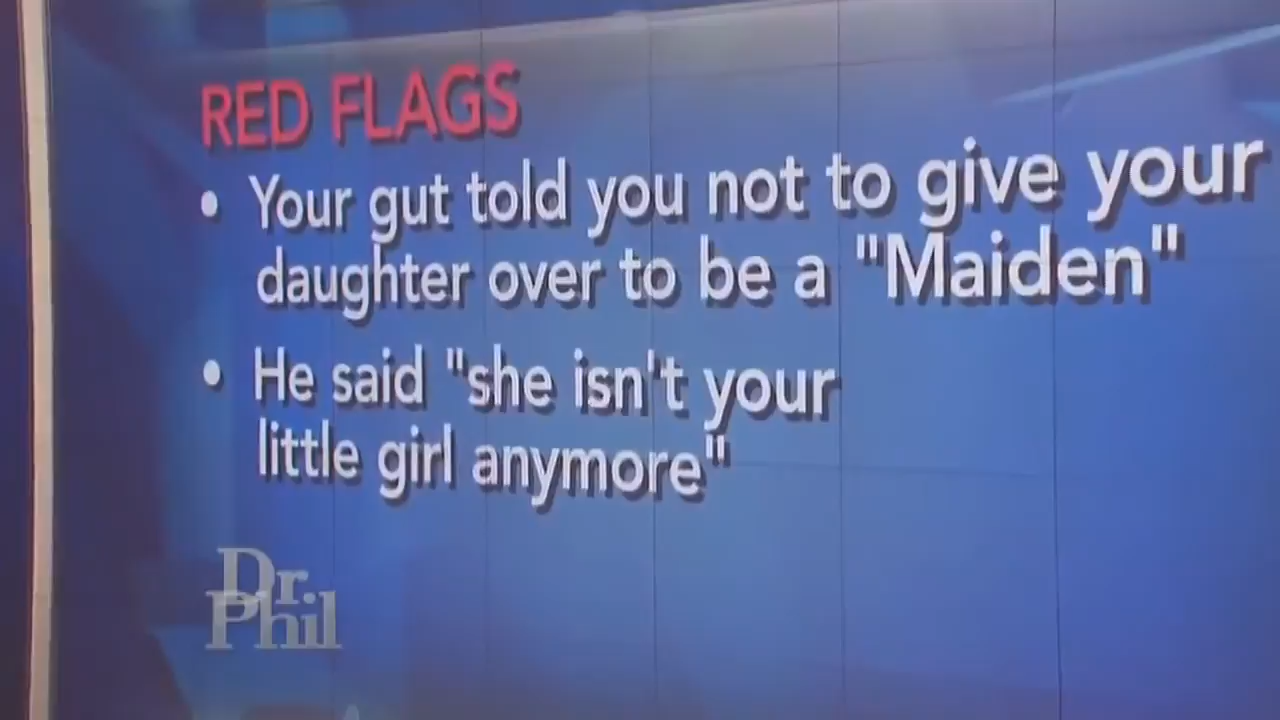 RED FLAGS
• Your gut told you not to give your
daughter over to be a "Maiden"
• He said "she isn't your
little girl anymore"
Dr.
Phil